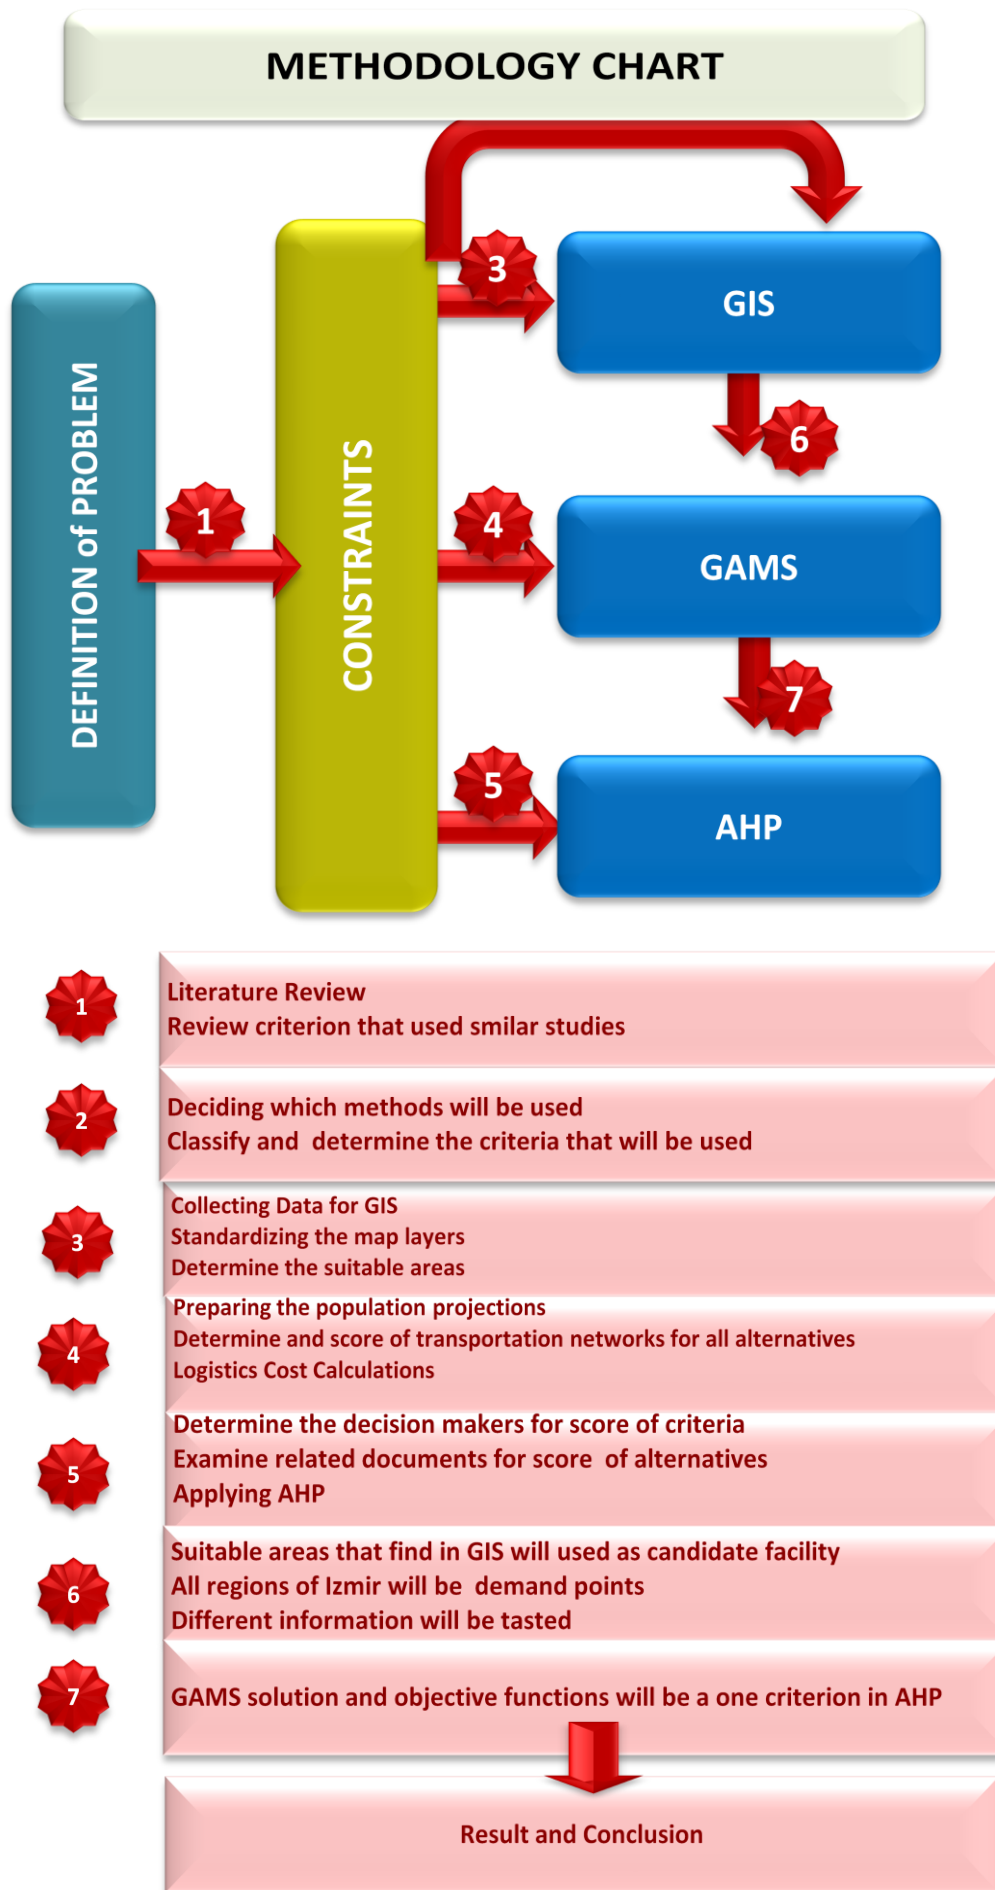 METHODOLOGY CHART
DEFINITION of PROBLEM
1
CONSTRAINTS
3
GIS
6
4
GAMS
7
5
AHP
1
Literature Review
Review criterion that used smilar studies
2
Deciding which methods will be used
Classify and  determine the criteria that will be used
3
Collecting Data for GIS
Standardizing the map layers
Determine the suitable areas
4
Preparing the population projections
Determine and score of transportation networks for all alternatives
Logistics Cost Calculations
5
Determine the decision makers for score of criteria
Examine related documents for score  of alternatives
Applying AHP
6
Suitable areas that find in GIS will used as candidate facility
All regions of Izmir will be  demand points
Different information will be tasted
7
GAMS solution and objective functions will be a one criterion in AHP
Result and Conclusion